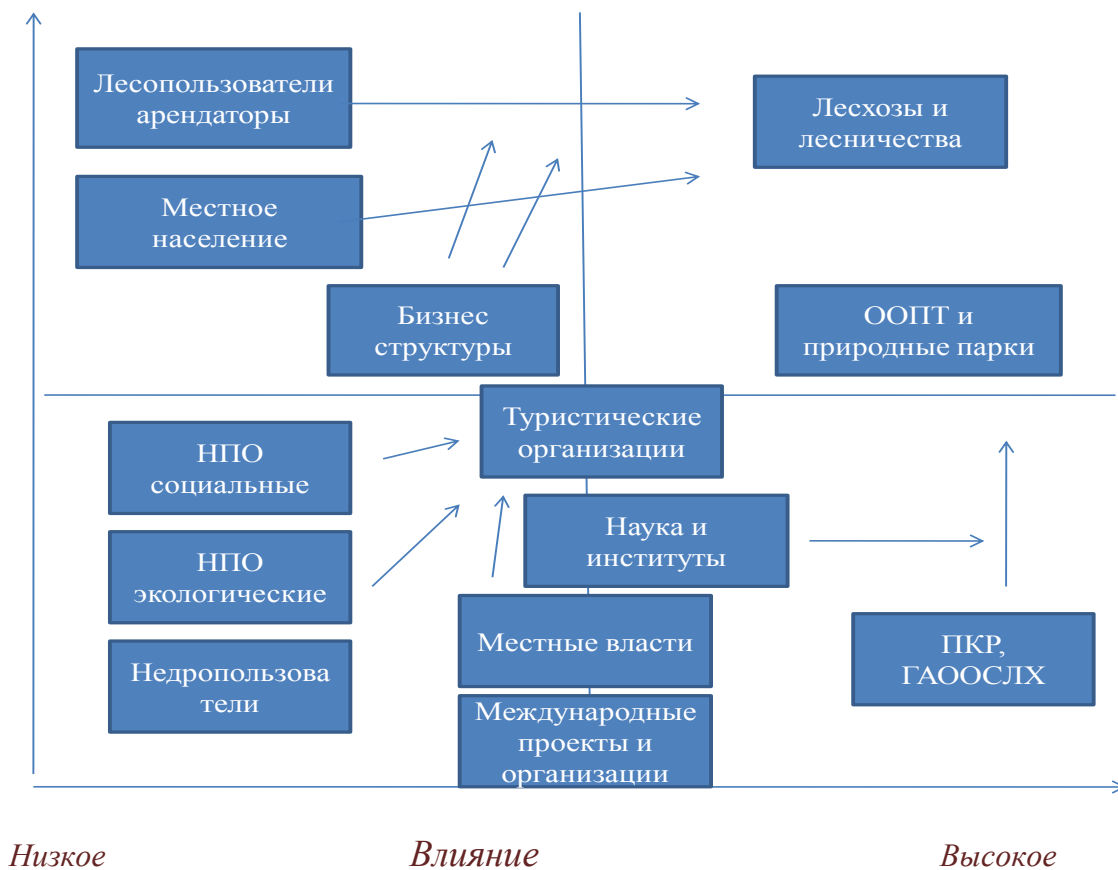 Лесопользователи
арендаторы
Лесхозы и
лесничества
Местное
население
Бизнес
структуры
ООПТ и
природные парки
Туристические
организации
НПО
социальные
Наука и
институты
НПО
экологические
Местные власти
ПКР,
ГАООСЛХ
Недропользова
тели
Международные
проекты и
организации
Низкое
Влияние
Высокое